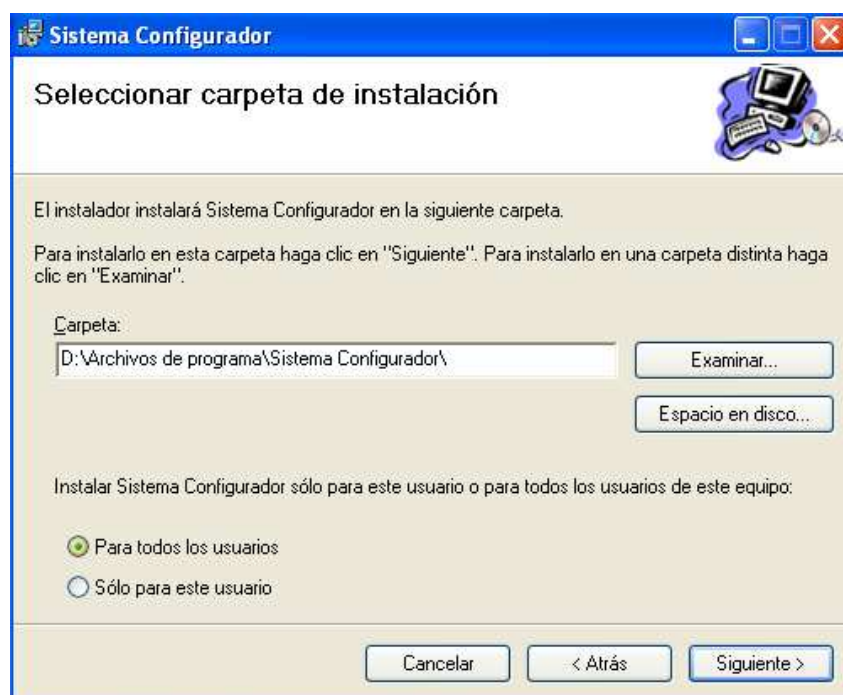 Sistema Configurador
Seleccionar carpeta de instalación
El instalador instalará Sistema Configurador en la siguiente carpeta.
Para instalarlo en esta carpeta haga clic en "Siguiente". Para instalarlo en una carpeta distinta haga
clic en "Examinar".
Carpeta:
D:\Archivos de programa\Sistema Configurador\
Examinar...
Espacio en disco...
Instalar Sistema Configurador sólo para este usuario o para todos los usuarios de este equipo:
Para todos los usuarios
Sólo para este usuario
Cancelar
< Atrás
Siguiente >